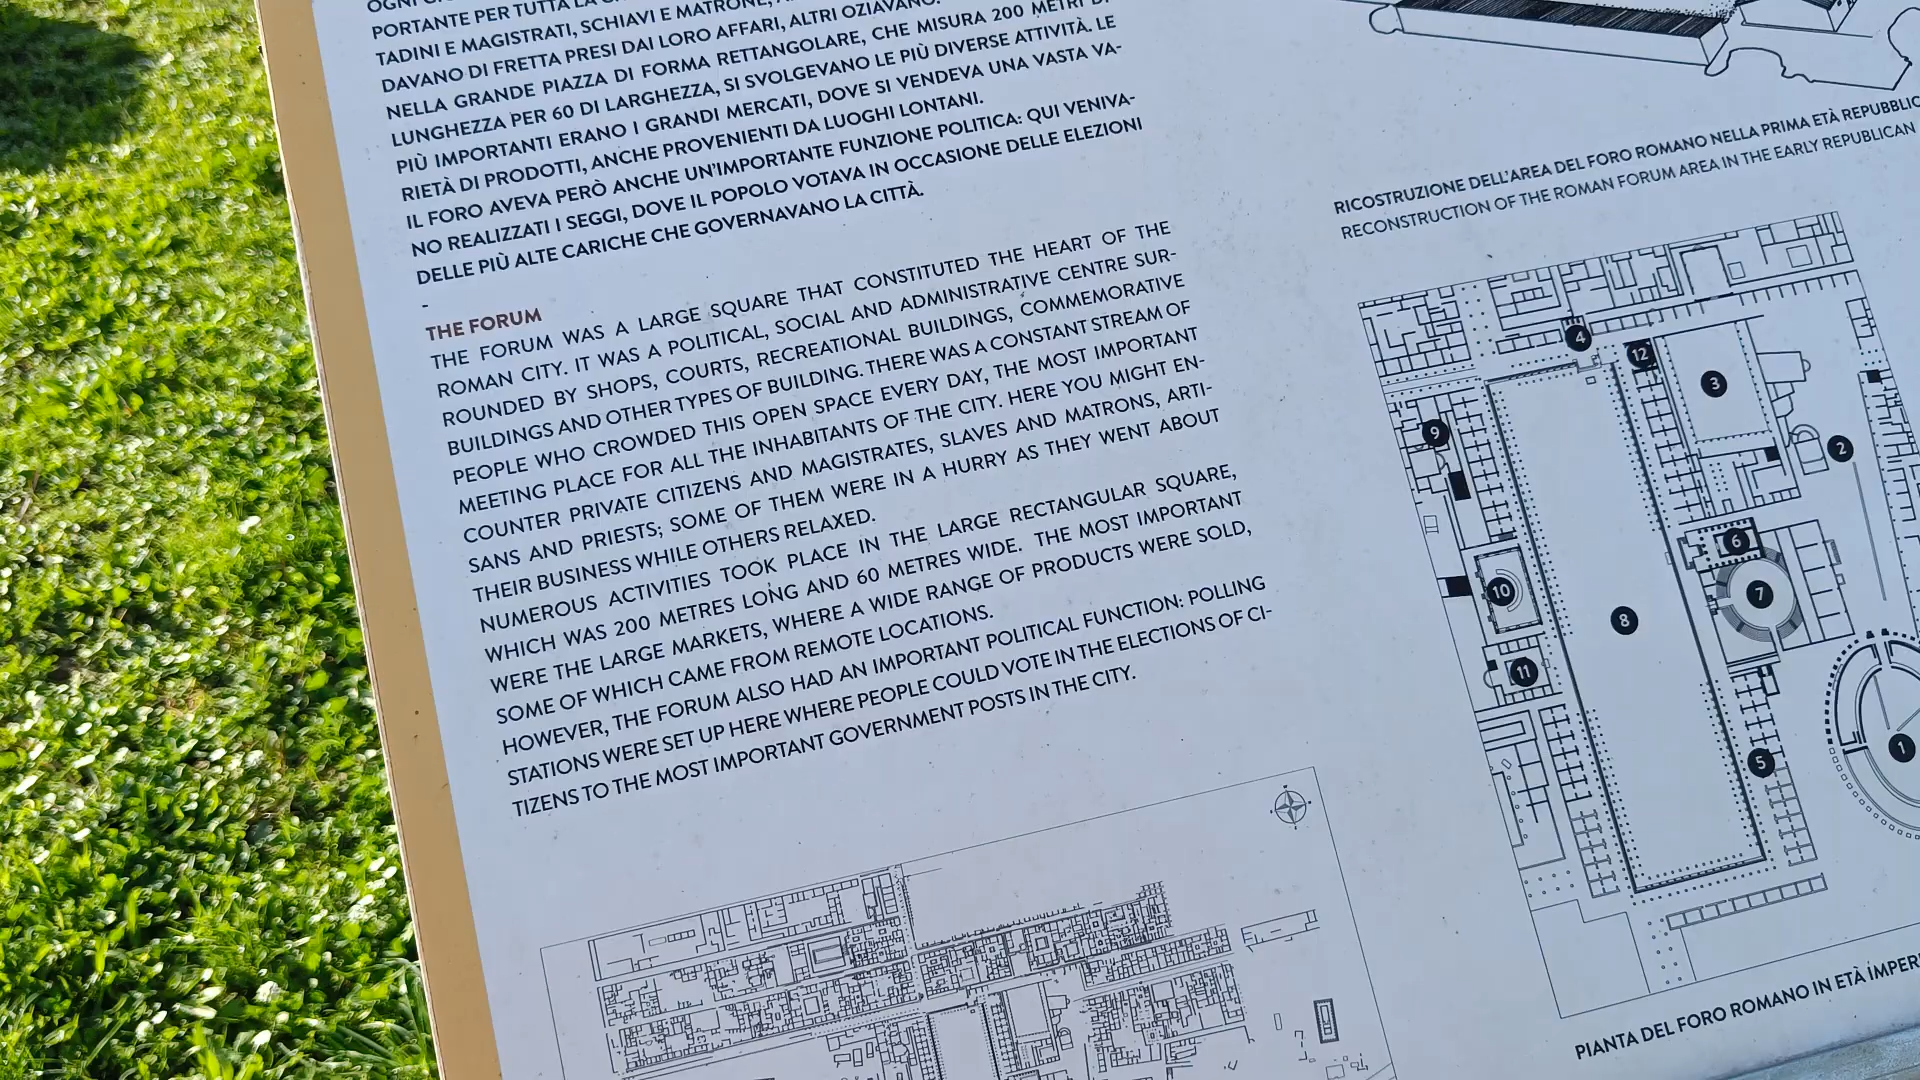 PORTANTE PER TUTTA LA
TADINI E MAGISTRATI, SCHIAVI E MATRONE,
DAVANO DI FRETTA PRESI DAI LORO AFFARI, ALTRI OZIAVANO.
NELLA GRANDE PIAZZA DI FORMA RETTANGOLARE, CHE MISURA 200 METRI DI
LUNGHEZZA PER 60 DI LARGHEZZA, SI SVOLGEVANO LE PIÙ DIVERSE ATTIVITÀ. LE
PIÙ IMPORTANTI ERANO I GRANDI MERCATI, DOVE SI VENDEVA UNA VASTA VA-
RIETÀ DI PRODOTTI, ANCHE PROVENIENTI DA LUOGHI LONTANI.
IL FORO AVEVA PERÒ ANCHE UN'IMPORTANTE FUNZIONE POLITICA: QUI VENIVA-
NO REALIZZATI I SEGGI, DOVE IL POPOLO VOTAVA IN OCCASIONE DELLE ELEZIONI
DELLE PIÙ ALTE CARICHE CHE GOVERNAVANO LA CITTÀ.
-
THE FORUM
THE FORUM WAS A LARGE SQUARE THAT CONSTITUTED THE HEART OF THE
ROMAN CITY. IT WAS A POLITICAL, SOCIAL AND ADMINISTRATIVE CENTRE SUR-
ROUNDED BY SHOPS, COURTS, RECREATIONAL BUILDINGS, COMMEMORATIVE
BUILDINGS AND OTHER TYPES OF BUILDING. THERE WAS A CONSTANT STREAM OF
PEOPLE WHO CROWDED THIS OPEN SPACE EVERY DAY, THE MOST IMPORTANT
MEETING PLACE FOR ALL THE INHABITANTS OF THE CITY. HERE YOU MIGHT EN-
COUNTER PRIVATE CITIZENS AND MAGISTRATES, SLAVES AND MATRONS, ARTI-
SANS AND PRIESTS; SOME OF THEM WERE IN A HURRY AS THEY WENT ABOUT
THEIR BUSINESS WHILE OTHERS RELAXED.
NUMEROUS ACTIVITIES TOOK PLACE IN THE LARGE RECTANGULAR SQUARE,
WHICH WAS 200 METRES LONG AND 60 METRES WIDE. THE MOST IMPORTANT
WERE THE LARGE MARKETS, WHERE A WIDE RANGE OF PRODUCTS WERE SOLD,
SOME OF WHICH CAME FROM REMOTE LOCATIONS.
HOWEVER, THE FORUM ALSO HAD AN IMPORTANT POLITICAL FUNCTION: POLLING
STATIONS WERE SET UP HERE WHERE PEOPLE COULD VOTE IN THE ELECTIONS OF CI-
TIZENS TO THE MOST IMPORTANT GOVERNMENT POSTS IN THE CITY.
RICOSTRUZIONE DELL'AREA DEL FORO ROMANO NELLA PRIMA ETÀ REPUBBLIC
RECONSTRUCTION OF THE ROMAN FORUM AREA IN THE EARLY REPUBLICAN
4
12
3
9
2
6
10
7
8
11
5
1
PIANTA DEL FORO ROMANO IN ETÀ IMPERI